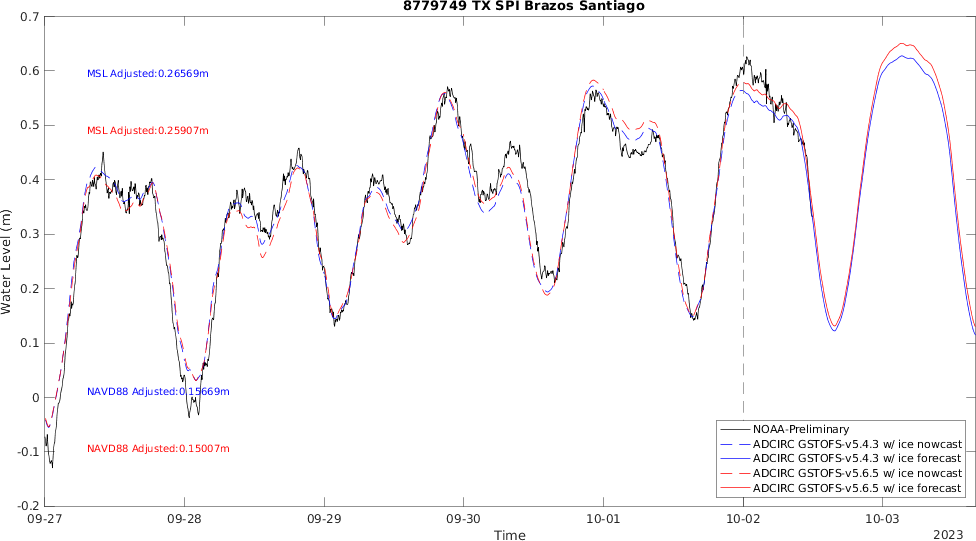 8779749 TX SPI Brazos Santiago
0.7
0.6
0.5
0.4
0.3
0.2
0.1
0
-0.1
-0.2
Water Level (m)
MSL Adjusted:0.26569m
MSL Adjusted:0.25907m
NAVD88 Adjusted:0.15669m
NAVD88 Adjusted:0.15007m
NOAA-Preliminary
ADCIRC GSTOFS-v5.4.3 w/ ice nowcast
ADCIRC GSTOFS-v5.4.3 w/ ice forecast
ADCIRC GSTOFS-v5.6.5 w/ ice nowcast
ADCIRC GSTOFS-v5.6.5 w/ ice forecast
09-27 09-28 09-29 09-30 10-01 10-02 10-03
Time
2023